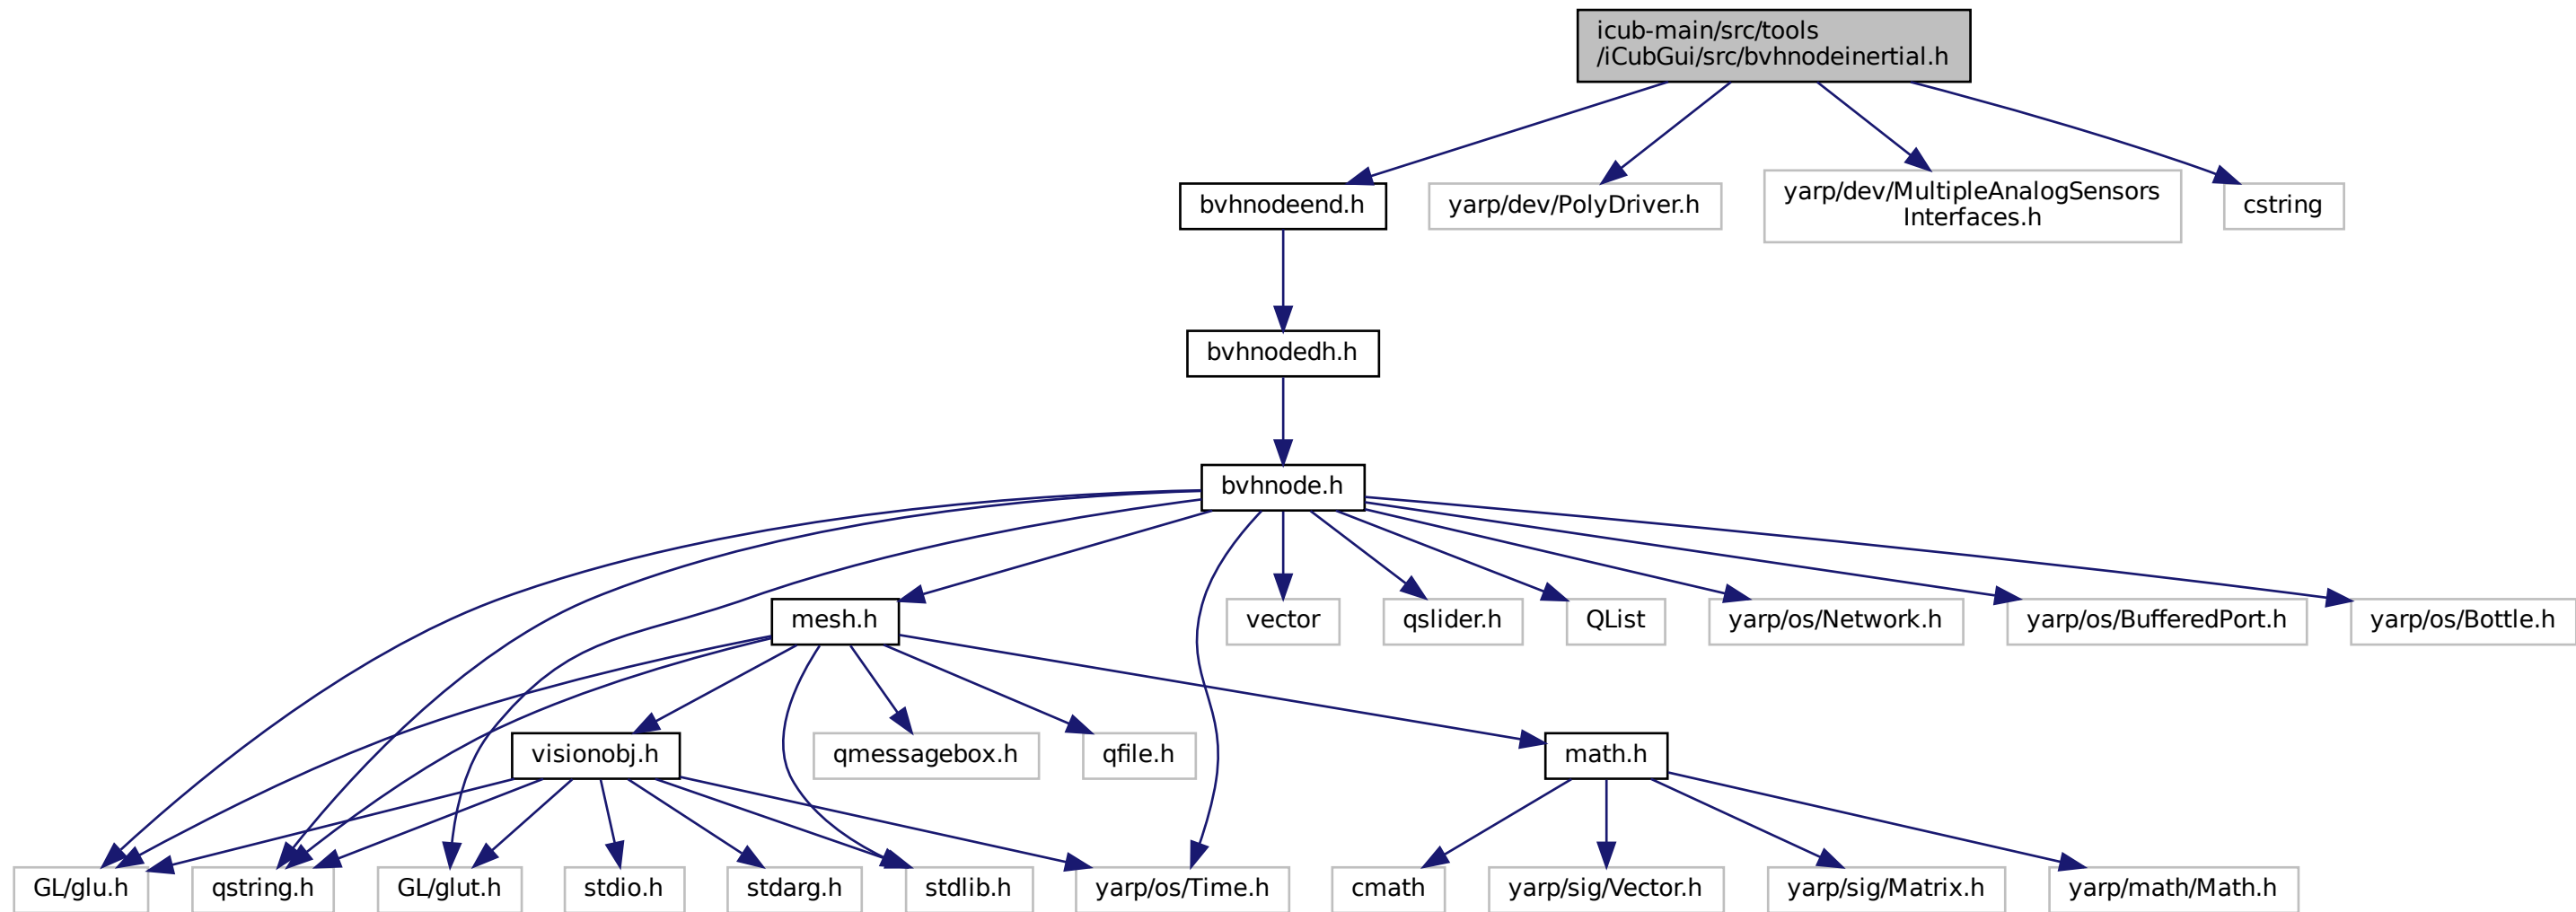 icub-main/src/tools
/iCubGui/src/bvhnodeinertial.h
bvhnodeend.h
yarp/dev/PolyDriver.h
yarp/dev/MultipleAnalogSensors
Interfaces.h
cstring
bvhnodedh.h
bvhnode.h
mesh.h
vector
qslider.h
QList
yarp/os/Network.h
yarp/os/BufferedPort.h
yarp/os/Bottle.h
visionobj.h
qmessagebox.h
qfile.h
math.h
GL/glu.h
qstring.h
GL/glut.h
stdio.h
stdarg.h
stdlib.h
yarp/os/Time.h
cmath
yarp/sig/Vector.h
yarp/sig/Matrix.h
yarp/math/Math.h